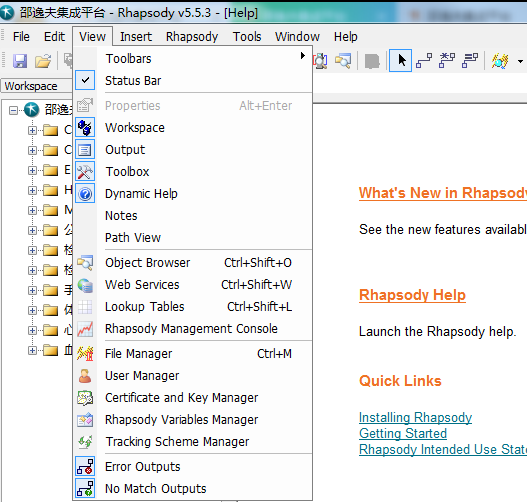 邵逸夫集成平台 - Rhapsody v5.5.3 - [Help]
File Edit View Insert Rhapsody Tools Window Help
Workspace
邵逸夫
C
C
E
H
M
公
检
检
手
体
心
血
Toolbars
Status Bar
Properties Alt+Enter
Workspace
Output
Toolbox
Dynamic Help
Notes
Path View
Object Browser Ctrl+Shift+O
Web Services Ctrl+Shift+W
Lookup Tables Ctrl+Shift+L
Rhapsody Management Console
File Manager Ctrl+M
User Manager
Certificate and Key Manager
Rhapsody Variables Manager
Tracking Scheme Manager
Error Outputs
No Match Outputs
What's New in Rhapsody
See the new features availabl
Rhapsody Help
Launch the Rhapsody help.
Quick Links
Installing Rhapsody
Getting Started
Rhapsody Intended Use State